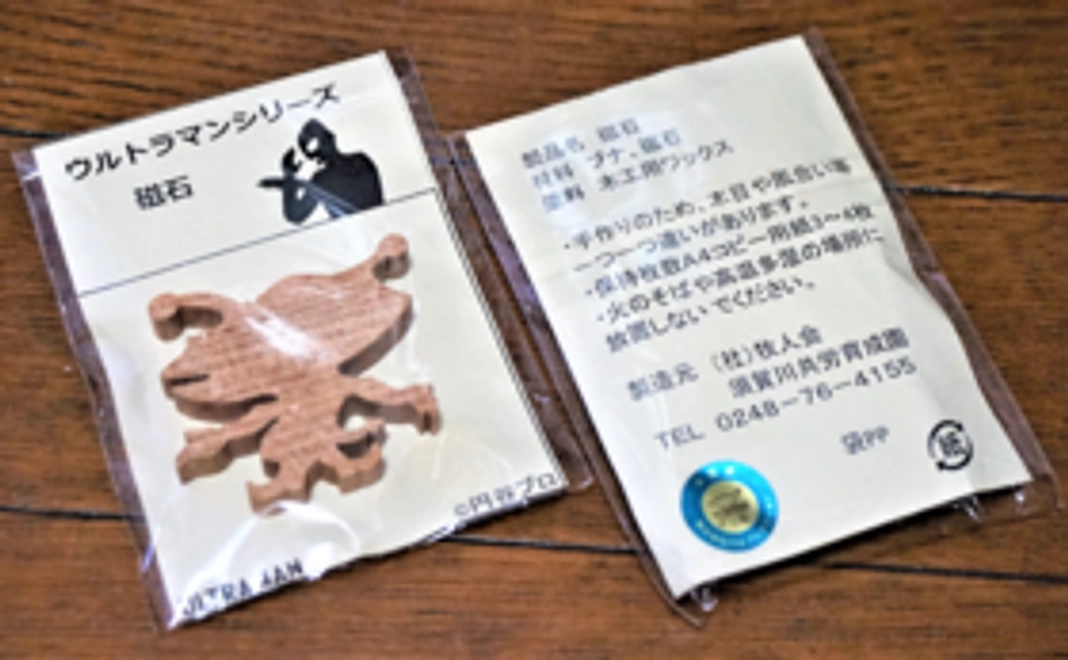 ウルトラマンシリーズ
磁石
©円谷プロ
ULTRA MAN
製品名 磁石
材料 ブナ、磁石
塗料 木工用ワックス
・手作りのため、木目や風合い等
一つ一つ違いがあります。
・保持枚数A4コピー用紙3〜4枚
・火のそばや高温多湿の場所に
放置しないでください。
製造元 (社)牧人会
須賀川共労育成園
TEL 0248-76-4155
袋PP
紙